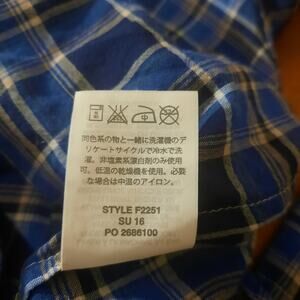 同色系の物と一緒に洗濯機のデ
リケートサイクルで冷水で洗
濯。非塩素系漂白剤のみ使用
可。低温の乾燥機を使用。必要
な場合は中温のアイロン。
STYLE F2251
SU 16
PO 2686100